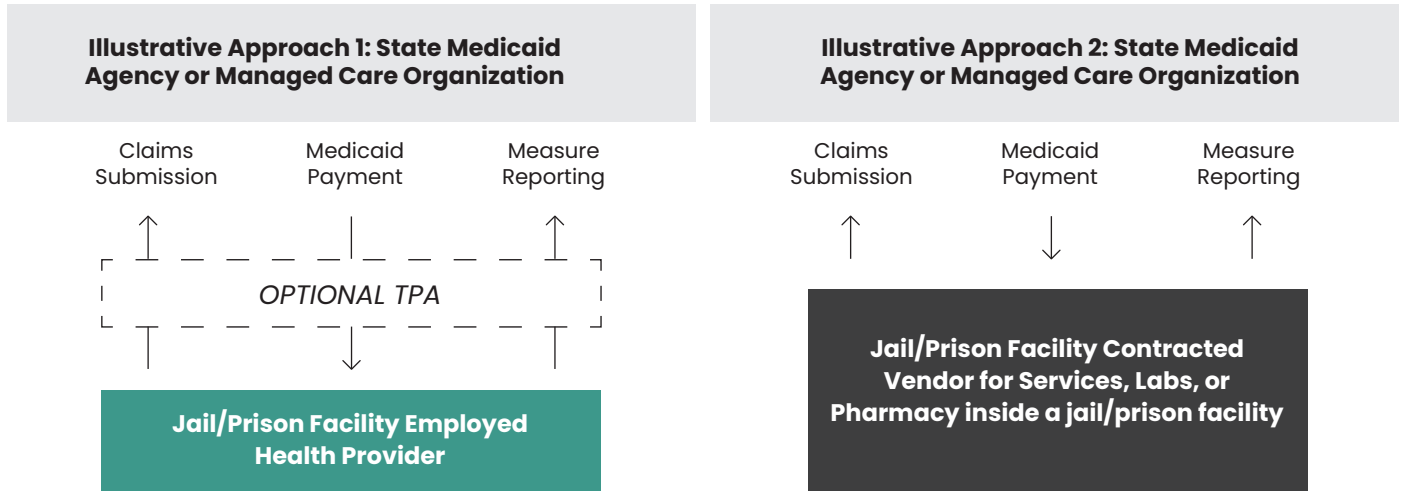 Illustrative Approach 1: State Medicaid
Agency or Managed Care Organization
Claims
Submission
Medicaid
Payment
Measure
Reporting
OPTIONAL TPA
Jail/Prison Facility Employed
Health Provider
Illustrative Approach 2: State Medicaid
Agency or Managed Care Organization
Claims
Submission
Medicaid
Payment
Measure
Reporting
Jail/Prison Facility Contracted
Vendor for Services, Labs, or
Pharmacy inside a jail/prison facility